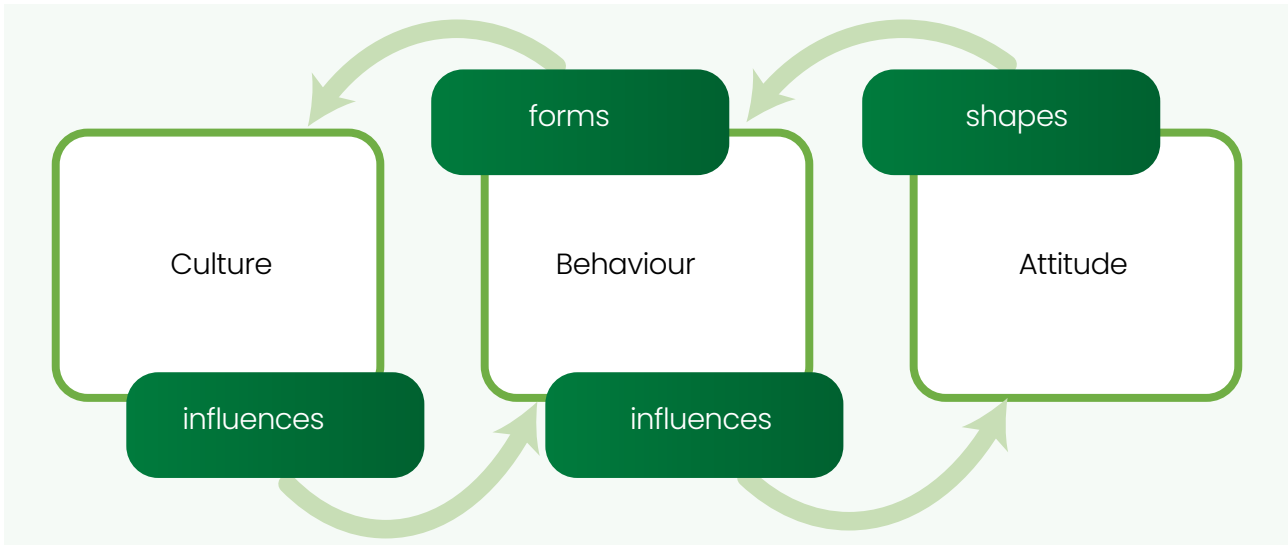 forms
shapes
Culture
Behaviour
Attitude
influences
influences